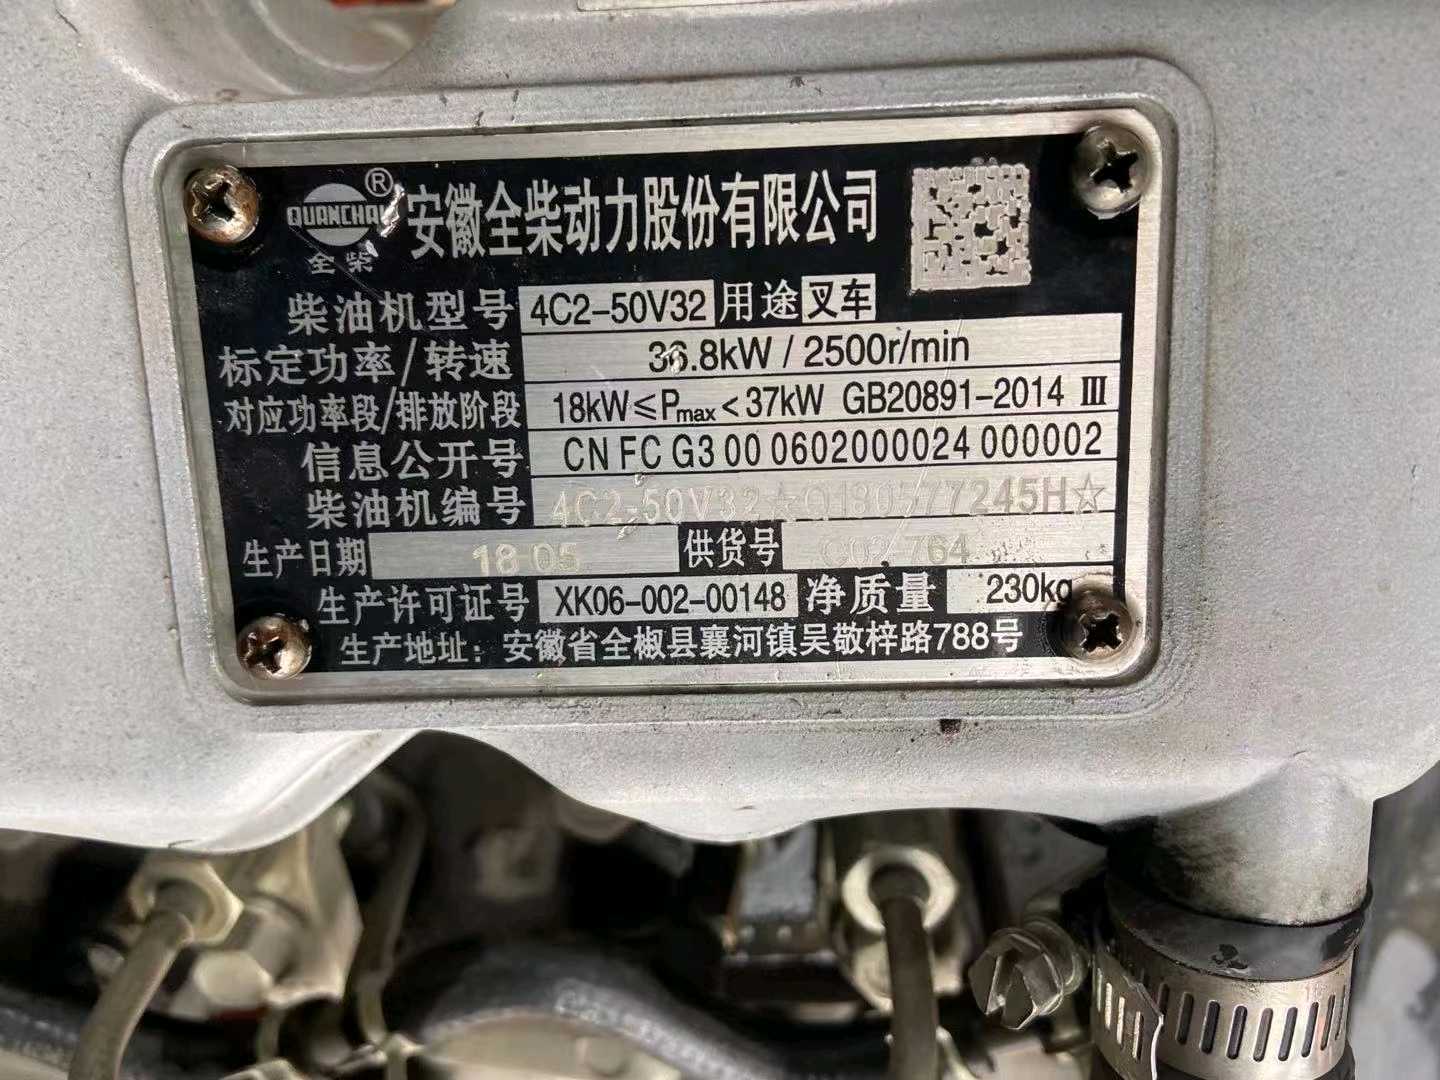 QUANCHAI ® 安徽全柴动力股份有限公司
全柴
柴油机型号 4C2-50V32 用途 叉车
标定功率/转速 36.8kW / 2500r/min
对应功率段/排放阶段 18kW≤Pmax<37kW GB20891-2014 Ⅲ
信息公开号 CN FC G3 00 0602000024 000002
柴油机编号 4C2-50V32☆Q180577245H☆
生产日期 18 05 供货号 C02 764
生产许可证号 XK06-002-00148 净质量 230kg
生产地址：安徽省全椒县襄河镇吴敬梓路788号